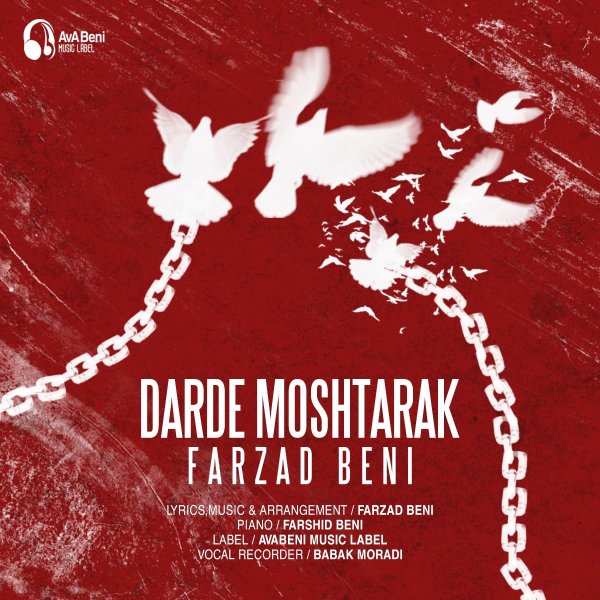 AvA Beni
MUSIC LABEL
DARDE MOSHTARAK
FARZAD BENI
LYRICS,MUSIC & ARRANGEMENT / FARZAD BENI
PIANO / FARSHID BENI
LABEL / AVABENI MUSIC LABEL
VOCAL RECORDER / BABAK MORADI